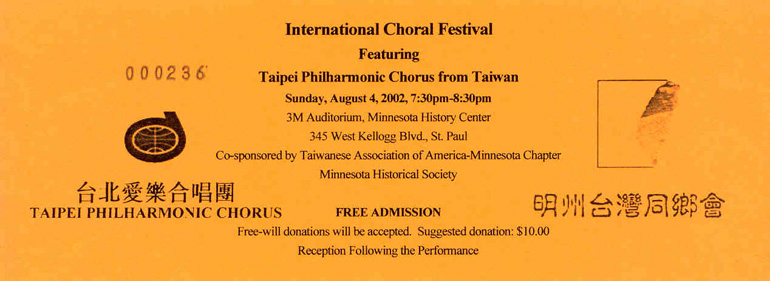 International Choral Festival
Featuring
Taipei Philharmonic Chorus from Taiwan
Sunday, August 4, 2002, 7:30pm-8:30pm
3M Auditorium, Minnesota History Center
345 West Kellogg Blvd., St. Paul
Co-sponsored by Taiwanese Association of America-Minnesota Chapter
Minnesota Historical Society
000236
台北愛樂合唱團
TAIPEI PHILHARMONIC CHORUS
明州台灣同鄉會
FREE ADMISSION
Free-will donations will be accepted.  Suggested donation: $10.00
Reception Following the Performance